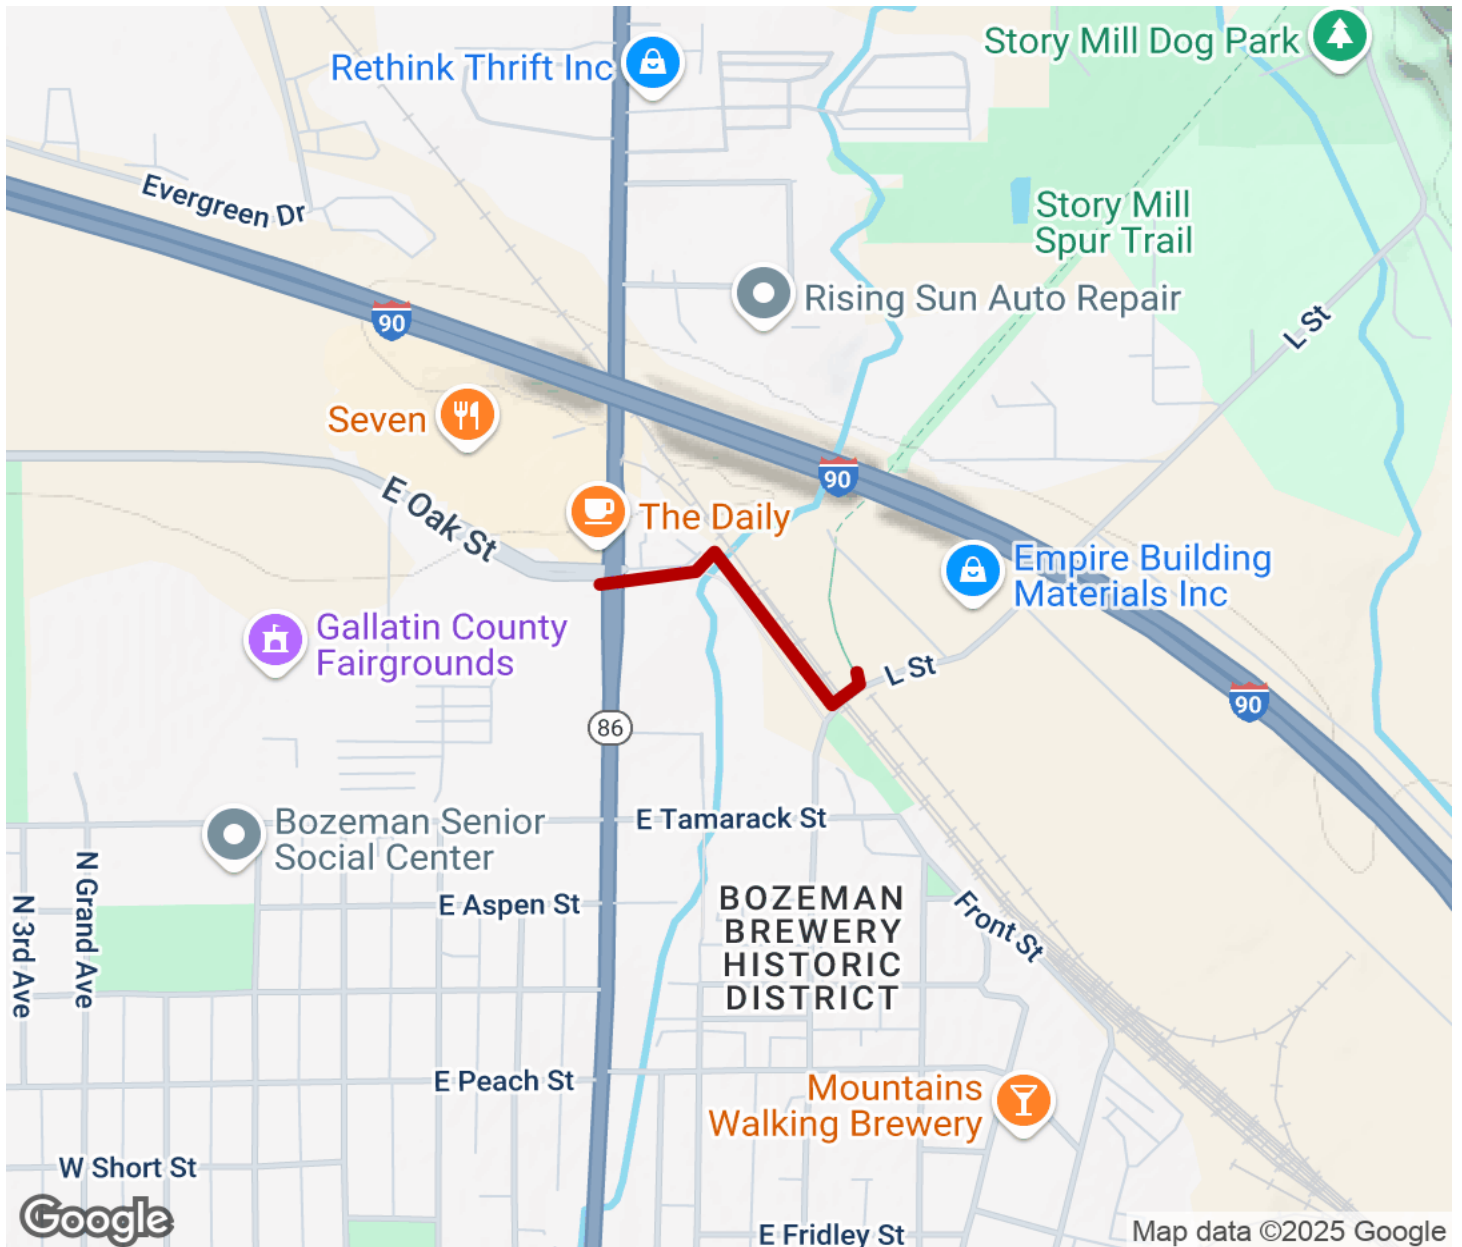 Story Mill Dog Park
Rethink Thrift Inc
Evergreen Dr
Story Mill
Spur Trail
Rising Sun Auto Repair
90
L St
Seven
90
E Oak St
The Daily
Empire Building
Materials Inc
Gallatin County
Fairgrounds
L St
90
86
Bozeman Senior
Social Center
E Tamarack St
N Grand Ave
N 3rd Ave
E Aspen St
BOZEMAN
BREWERY
HISTORIC
DISTRICT
Front St
E Peach St
Mountains
Walking Brewery
W Short St
Google
E Fridley St
Map data ©2025 Google